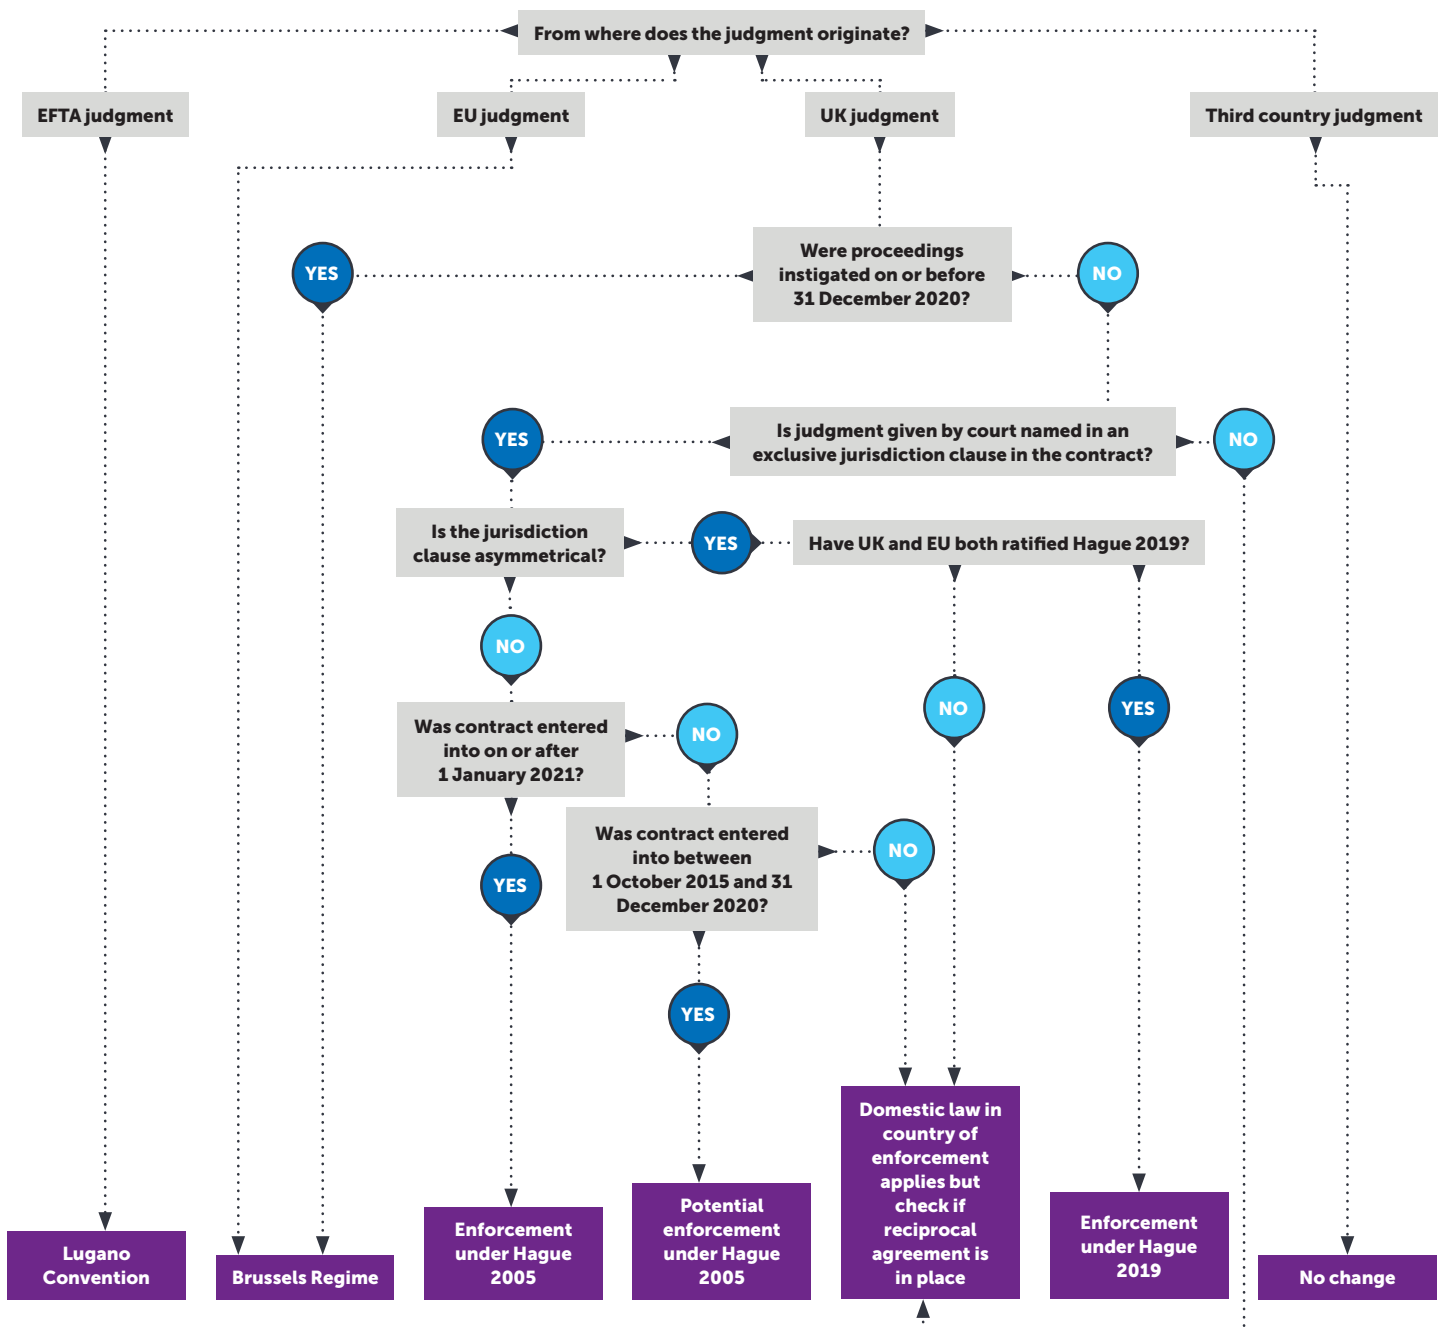 From where does the judgment originate?
EFTA judgment
EU judgment
UK judgment
Third country judgment
Were proceedings
instigated on or before
31 December 2020?
YES
NO
Is judgment given by court named in an
exclusive jurisdiction clause in the contract?
YES
NO
Is the jurisdiction
clause asymmetrical?
YES
Have UK and EU both ratified Hague 2019?
NO
NO
YES
Was contract entered
into on or after
1 January 2021?
NO
Was contract entered
into between
1 October 2015 and 31
December 2020?
NO
YES
YES
Lugano
Convention
Brussels Regime
Enforcement
under Hague
2005
Potential
enforcement
under Hague
2005
Domestic law in
country of
enforcement
applies but
check if
reciprocal
agreement is
in place
Enforcement
under Hague
2019
No change